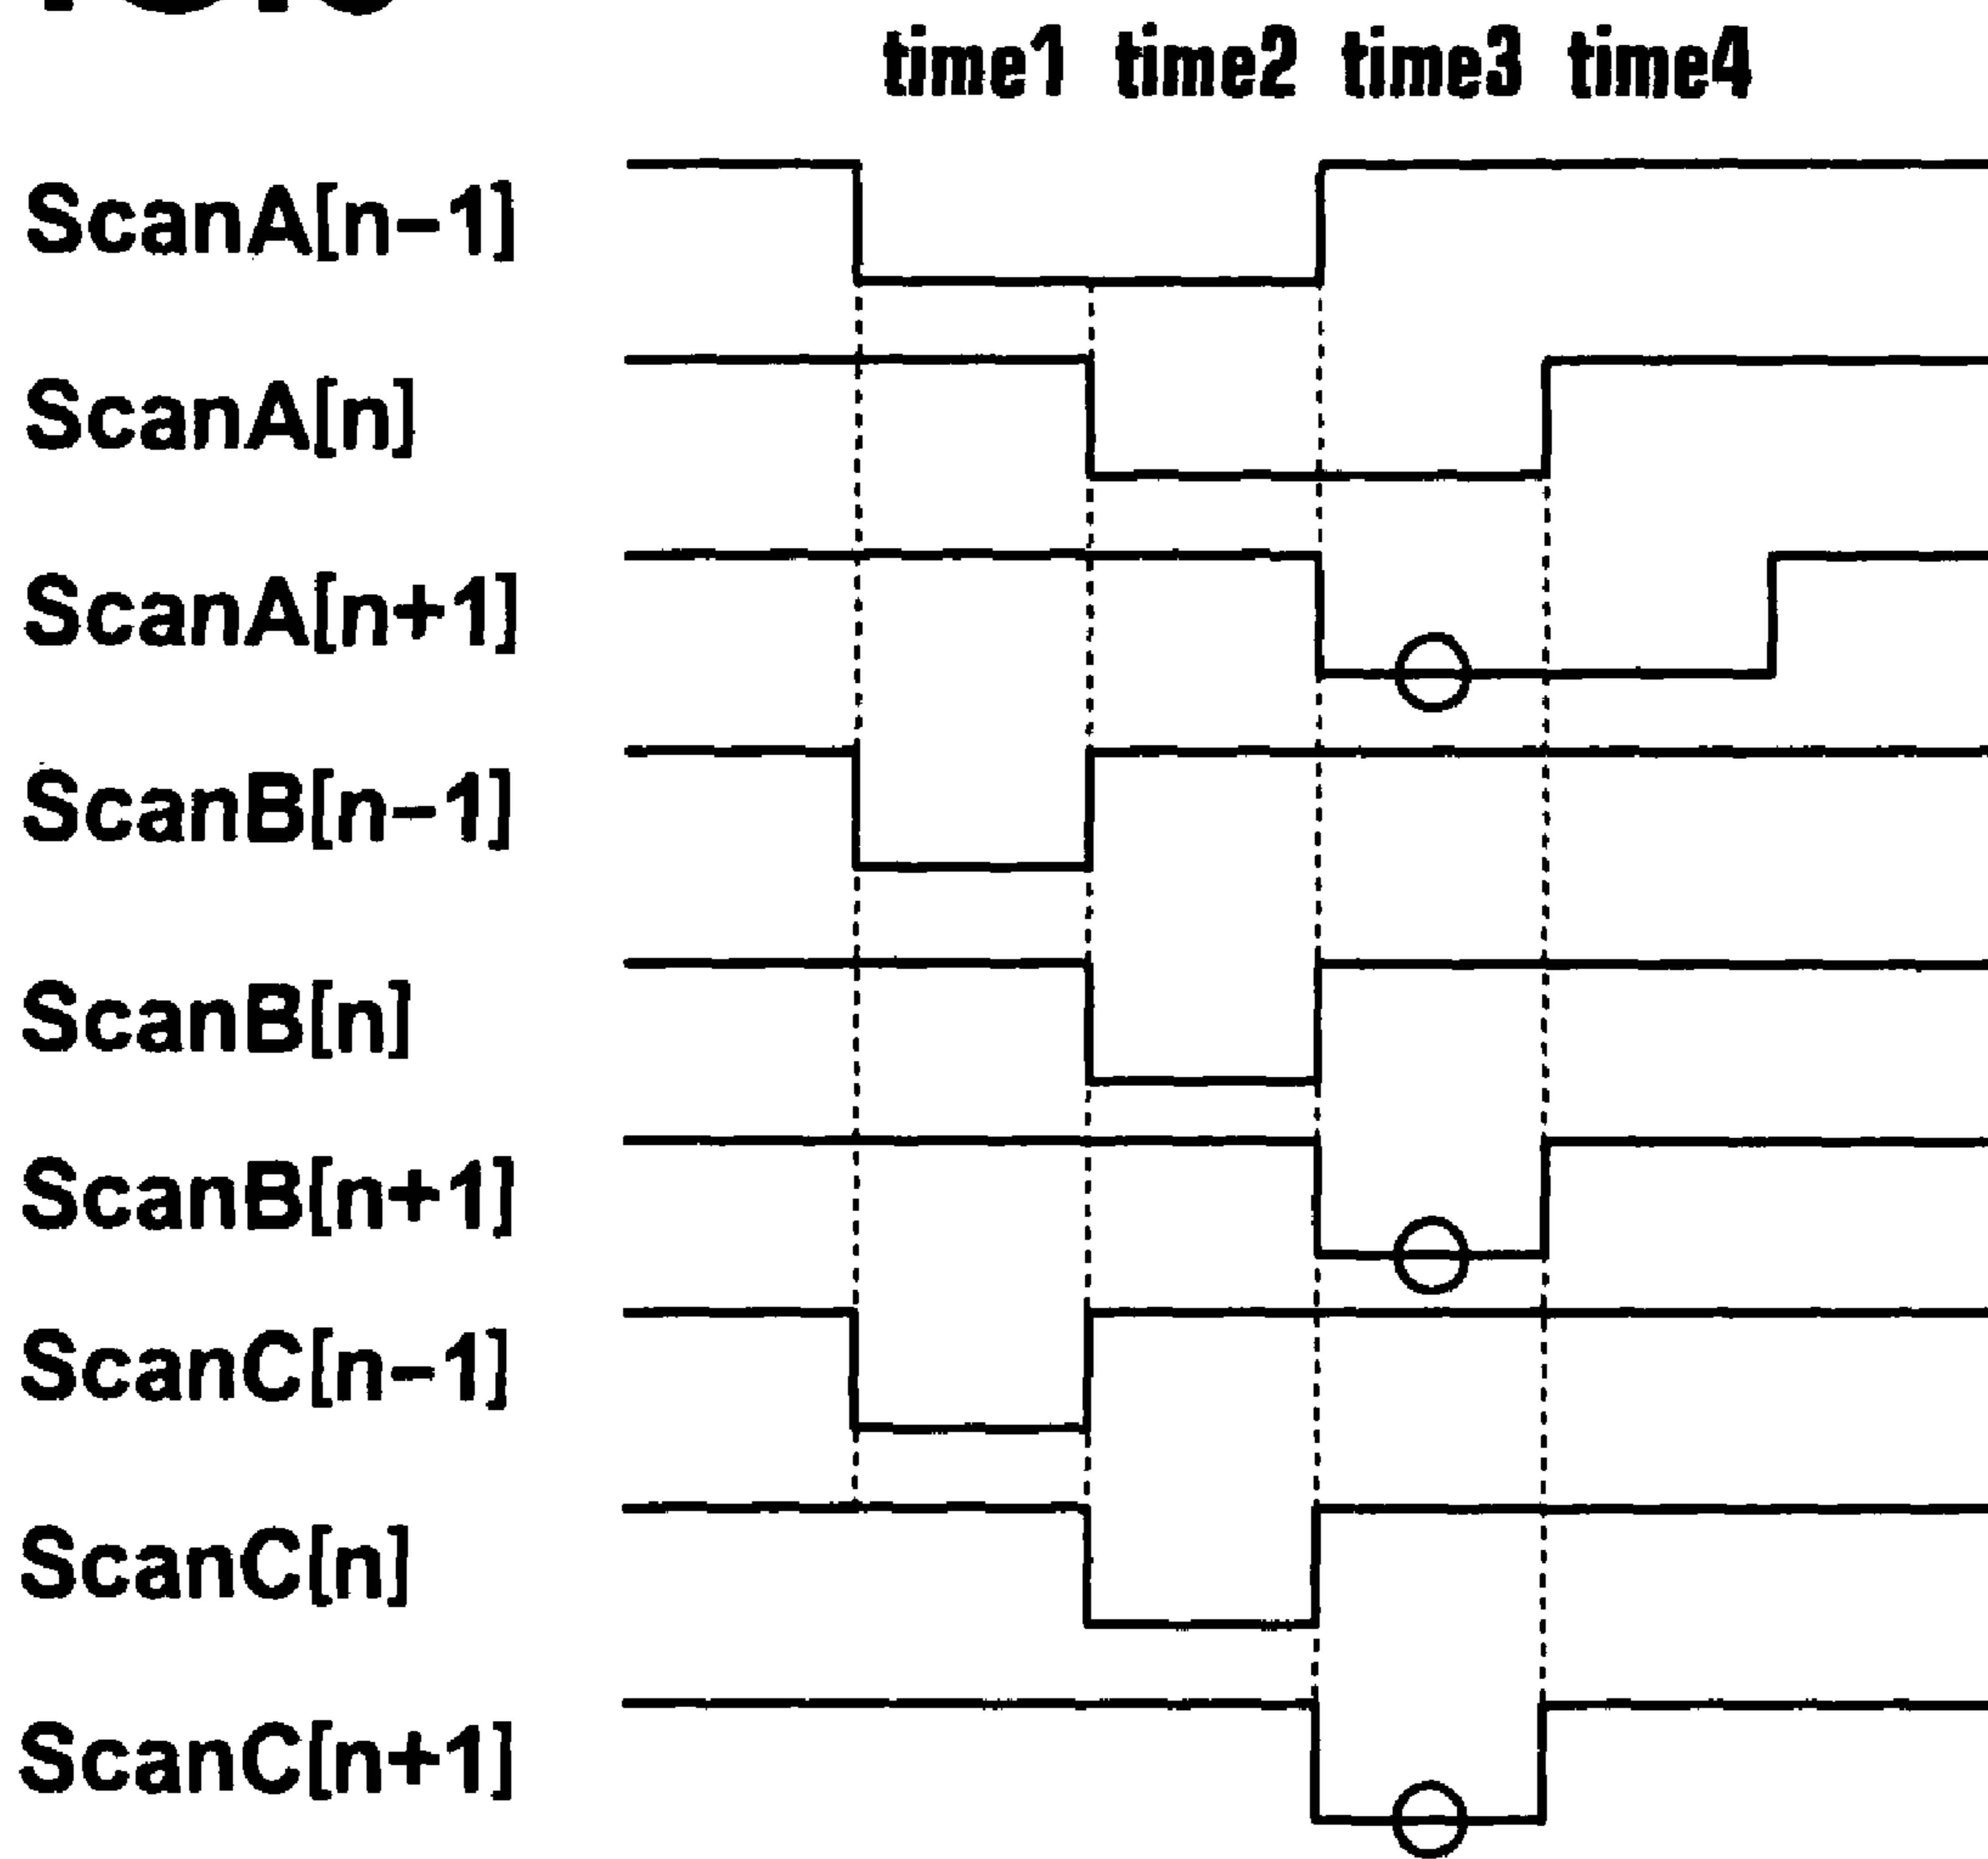 time1 time2 time3 time4
ScanA[n-1]
ScanA[n]
ScanA[n+1]
ScanB[n-1]
ScanB[n]
ScanB[n+1]
ScanC[n-1]
ScanC[n]
ScanC[n+1]